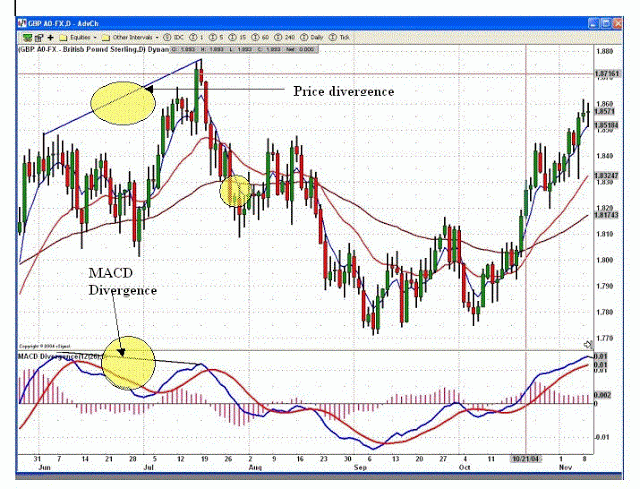 GBP A0-FX,D - AdvCh
Equities Other Intervals IDC 1 5 15 60 240 Daily Tick
(GBP A0-FX - British Pound Sterling,D) Dynan
1.880
1.87161
Price divergence
1.860
1.8571
1.85104
1.840
1.83247
1.830
1.820
1.81743
1.810
1.800
1.790
1.780
1.770
MACD
Divergence
Copyright © 2004 eSignal
MACD Divergence(12,26,
0.01
0.01
0.01
0.002
0
-0.01
31 7 14 21 28 5 12 19 26 2 9 16 23 30 6 13 20 27 4 11 10/21/04 1 8
Jun Jul Aug Sep Oct Nov